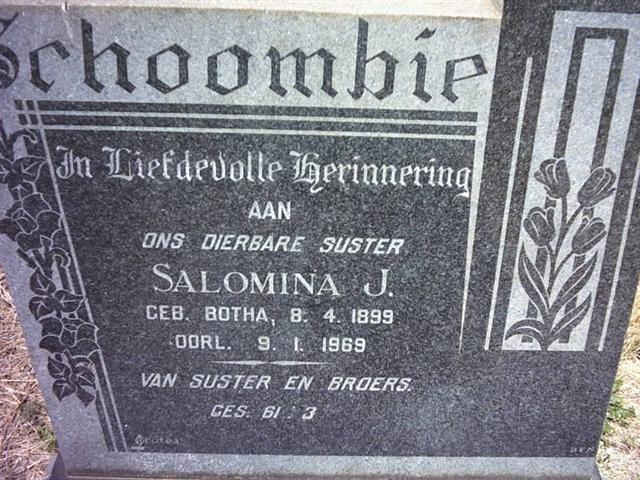 Schoombie
In Liefdevolle Herinnering
AAN
ONS DIERBARE SUSTER
SALOMINA J.
GEB. BOTHA, 8. 4. 1899
OORL. 9. 1. 1969
VAN SUSTER EN BROERS.
GES. 61 : 3